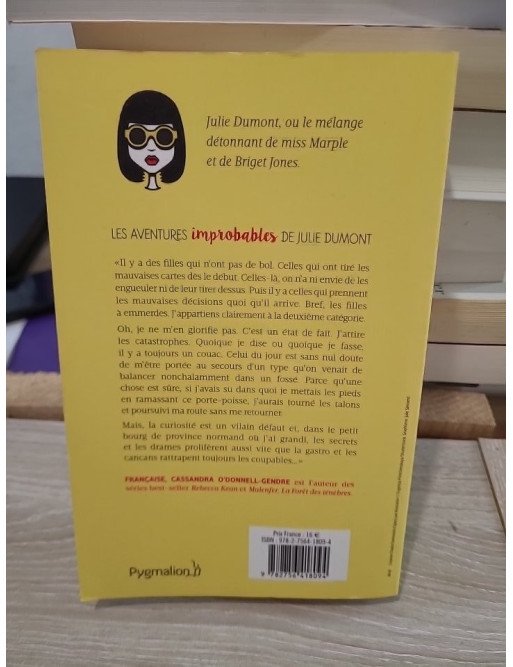 Julie Dumont, ou le mélange
détonnant de miss Marple
et de Briget Jones.
LES AVENTURES improbables DE JULIE DUMONT
«Il y a des filles qui n'ont pas de bol. Celles qui ont tiré les
mauvaises cartes dès le début. Celles-là, on n'a ni envie de les
engueuler ni de leur tirer dessus. Puis il y a celles qui prennent
les mauvaises décisions quoi qu'il arrive. Bref, les filles
à emmerdes. J'appartiens clairement à la deuxième catégorie.
Oh, je ne m'en glorifie pas. C'est un état de fait. J'attire
les catastrophes. Quoique je dise ou quoique je fasse,
il y a toujours un couac. Celui du jour est sans nul doute
de m'être portée au secours d'un type qu'on venait de
balancer nonchalamment dans un fossé. Parce qu'une
chose est sûre, si j'avais su dans quoi je mettais les pieds
en ramassant ce porte-poisse, j'aurais tourné les talons
et poursuivi ma route sans me retourner.
Mais, la curiosité est un vilain défaut et, dans le petit
bourg de province normand où j'ai grandi, les secrets
et les drames prolifèrent aussi vite que la gastro et les
cancans rattrapent toujours les coupables...»
FRANÇAISE, CASSANDRA O'DONNELL-GENDRE est l'auteur des
séries best-seller Rebecca Kean et Malenfer, La Forêt des ténèbres.
Prix France : 16 €
ISBN : 978-2-7564-1809-4
9 782756 418094
Pygmalion